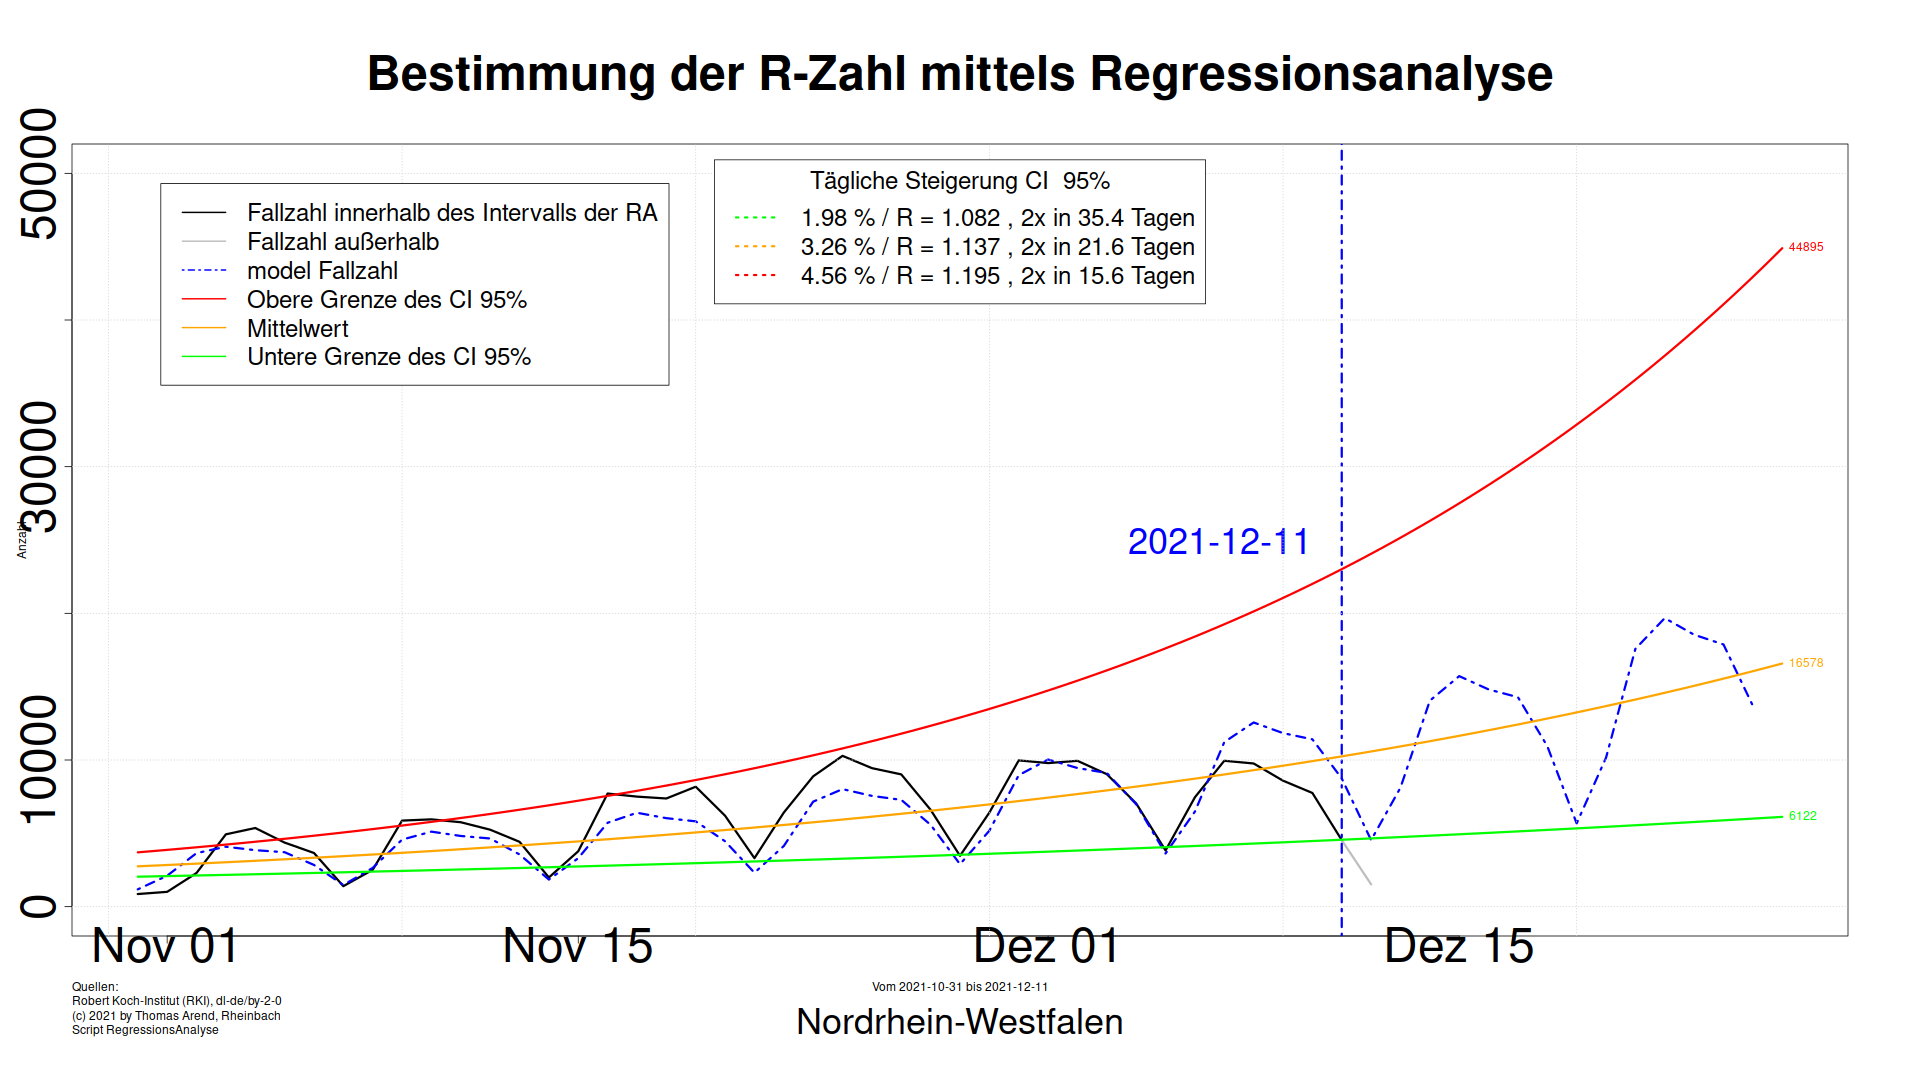 Bestimmung der R-Zahl mittels Regressionsanalyse
Fallzahl innerhalb des Intervalls der RA
Fallzahl außerhalb
model Fallzahl
Obere Grenze des CI 95%
Mittelwert
Untere Grenze des CI 95%
Tägliche Steigerung CI 95%
1.98 % / R = 1.082 , 2x in 35.4 Tagen
3.26 % / R = 1.137 , 2x in 21.6 Tagen
4.56 % / R = 1.195 , 2x in 15.6 Tagen
50000
30000
10000
0
Anzahl
2021-12-11
44895
16578
6122
Nov 01
Nov 15
Dez 01
Dez 15
Quellen:
Robert Koch-Institut (RKI), dl-de/by-2-0
(c) 2021 by Thomas Arend, Rheinbach
Script RegressionsAnalyse
Vom 2021-10-31 bis 2021-12-11
Nordrhein-Westfalen